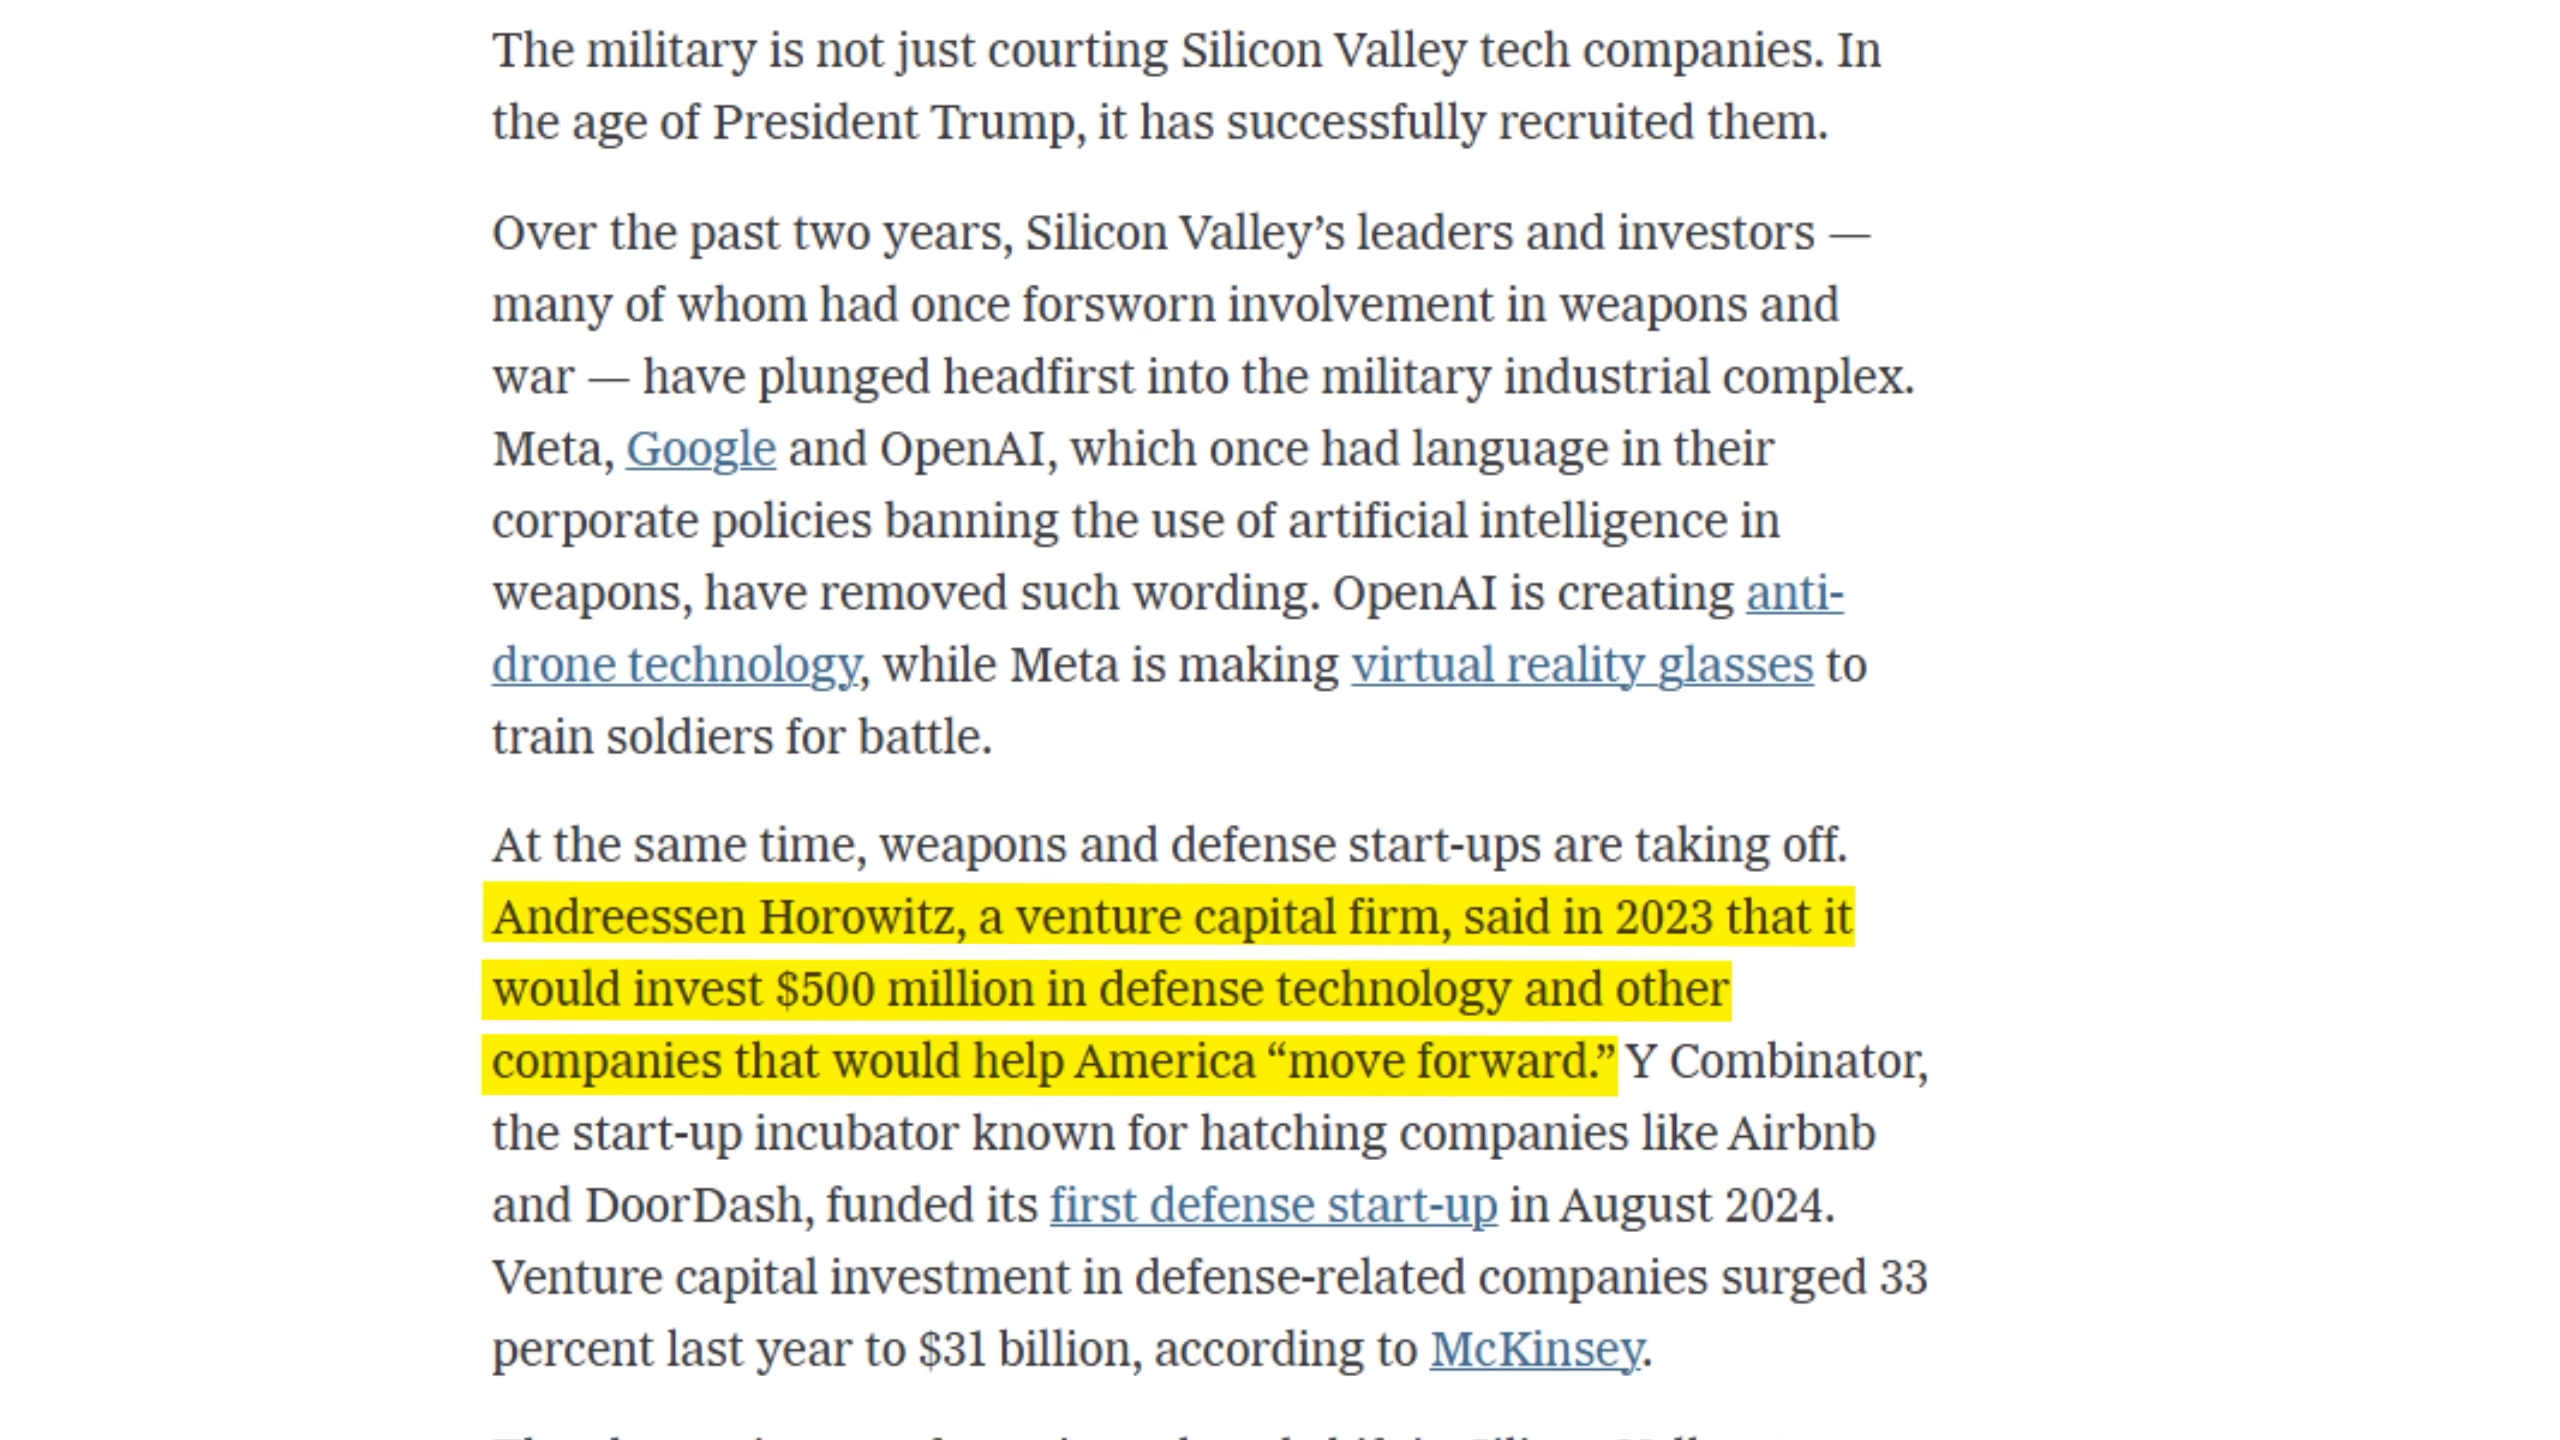 The military is not just courting Silicon Valley tech companies. In
the age of President Trump, it has successfully recruited them.
Over the past two years, Silicon Valley’s leaders and investors —
many of whom had once forsworn involvement in weapons and
war — have plunged headfirst into the military industrial complex.
Meta, Google and OpenAI, which once had language in their
corporate policies banning the use of artificial intelligence in
weapons, have removed such wording. OpenAI is creating anti-
drone technology, while Meta is making virtual reality glasses to
train soldiers for battle.
At the same time, weapons and defense start-ups are taking off.
Andreessen Horowitz, a venture capital firm, said in 2023 that it
would invest $500 million in defense technology and other
companies that would help America “move forward.” Y Combinator,
the start-up incubator known for hatching companies like Airbnb
and DoorDash, funded its first defense start-up in August 2024.
Venture capital investment in defense-related companies surged 33
percent last year to $31 billion, according to McKinsey.